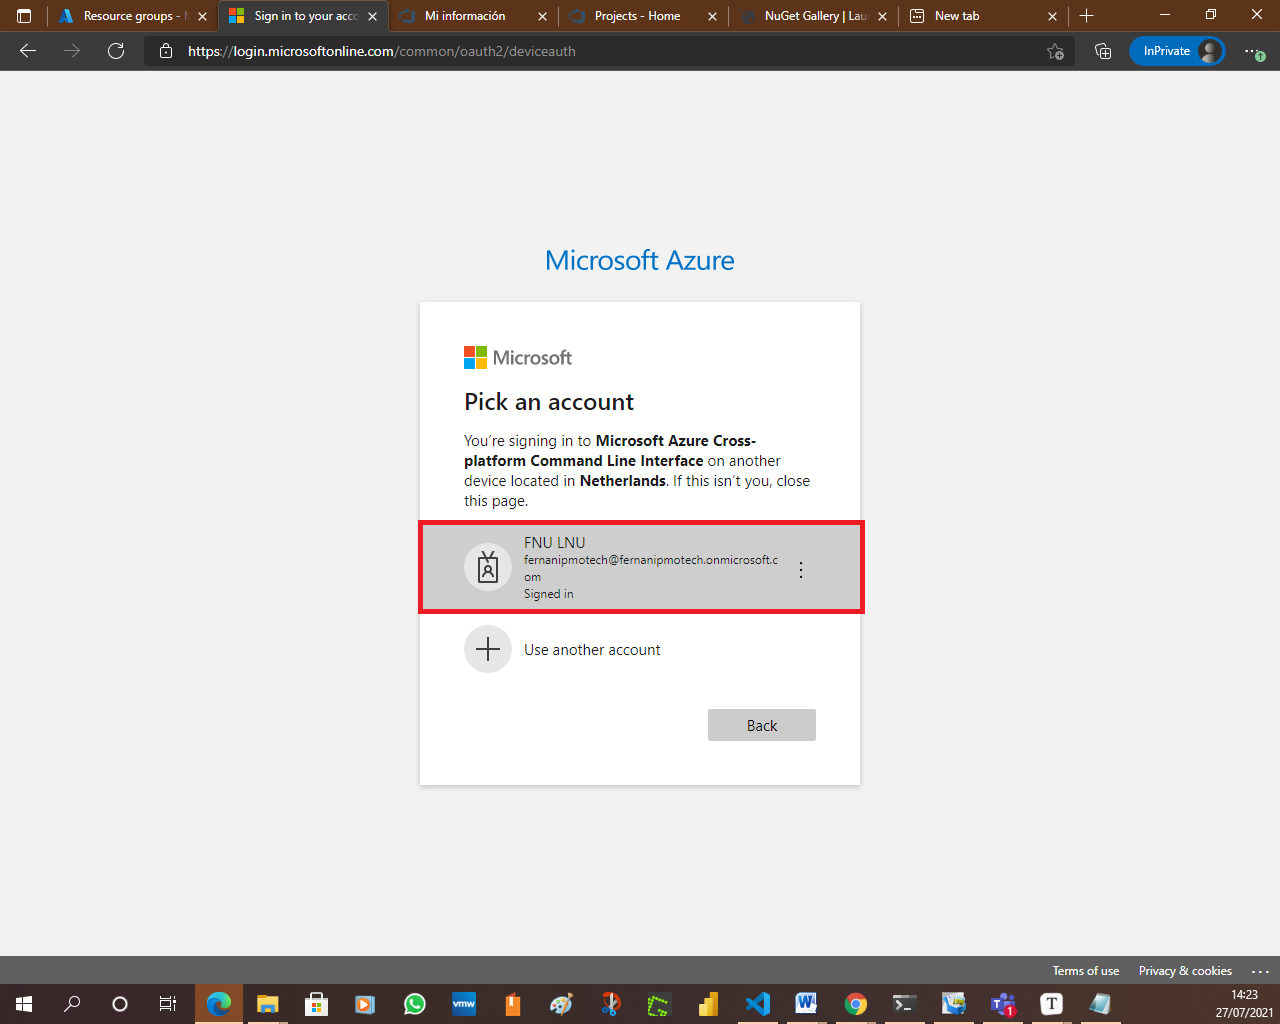 Resource groups - M
Sign in to your acco
Mi información
Projects - Home
NuGet Gallery | Lau
New tab
https://login.microsoftonline.com/common/oauth2/deviceauth
InPrivate
Microsoft Azure
Microsoft
Pick an account
You're signing in to Microsoft Azure Cross-
platform Command Line Interface on another
device located in Netherlands. If this isn't you, close
this page.
FNU LNU
fernanipmotech@fernanipmotech.onmicrosoft.c
om
Signed in
Use another account
Back
Terms of use
Privacy & cookies
vmw
T
1
14:23
27/07/2021